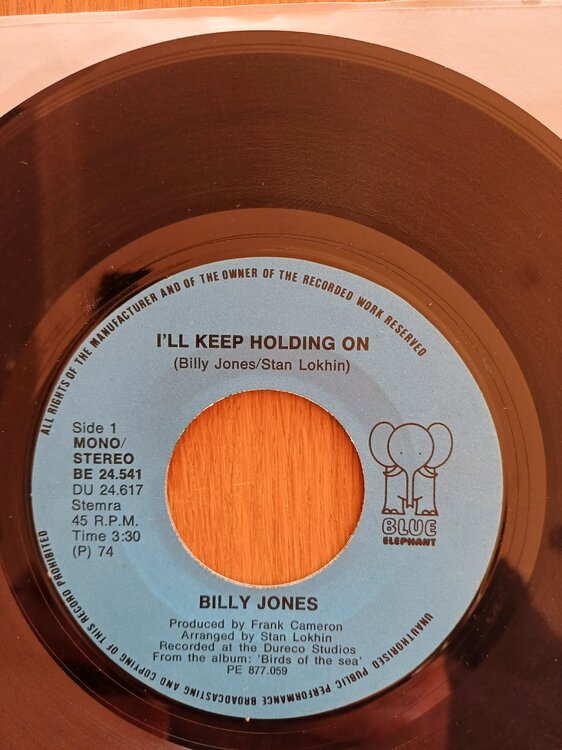 ALL RIGHTS OF THE MANUFACTURER AND OF THE OWNER OF THE RECORDED WORK RESERVED
I'LL KEEP HOLDING ON
(Billy Jones/Stan Lokhin)
Side 1
MONO/
STEREO
BE 24.541
DU 24.617
Stemra
45 R.P.M.
Time 3:30
(P) 74
BLUE
ELEPHANT
BILLY JONES
Produced by Frank Cameron
Arranged by Stan Lokhin
Recorded at the Dureco Studios
From the album: 'Birds of the sea'
PE 877.059
UNAUTHORISED PUBLIC PERFORMANCE BROADCASTING AND COPYING OF THIS RECORD PROHIBITED